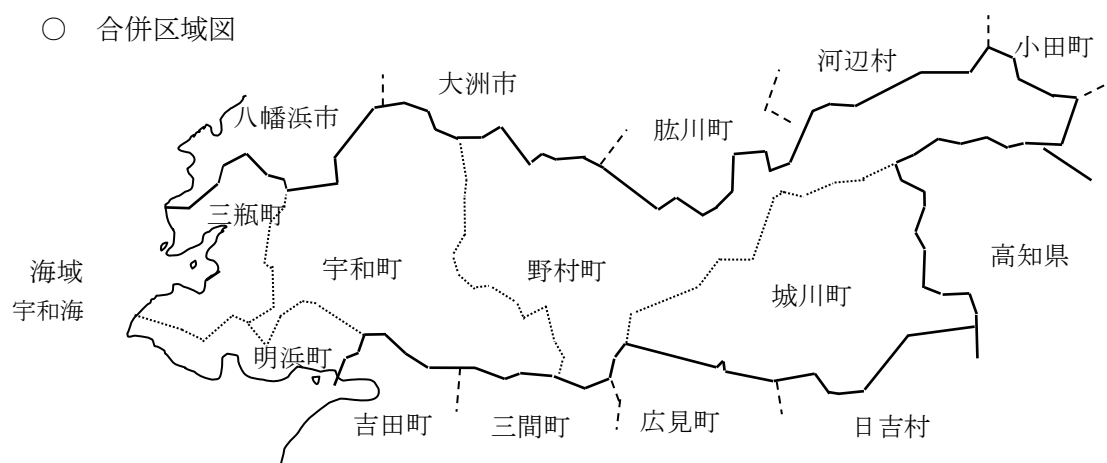 ○ 合併区域図
小田町
河辺村
大洲市
八幡浜市
肱川町
三瓶町
高知県
海域
宇和海
宇和町
野村町
城川町
明浜町
吉田町
三間町
広見町
日吉村